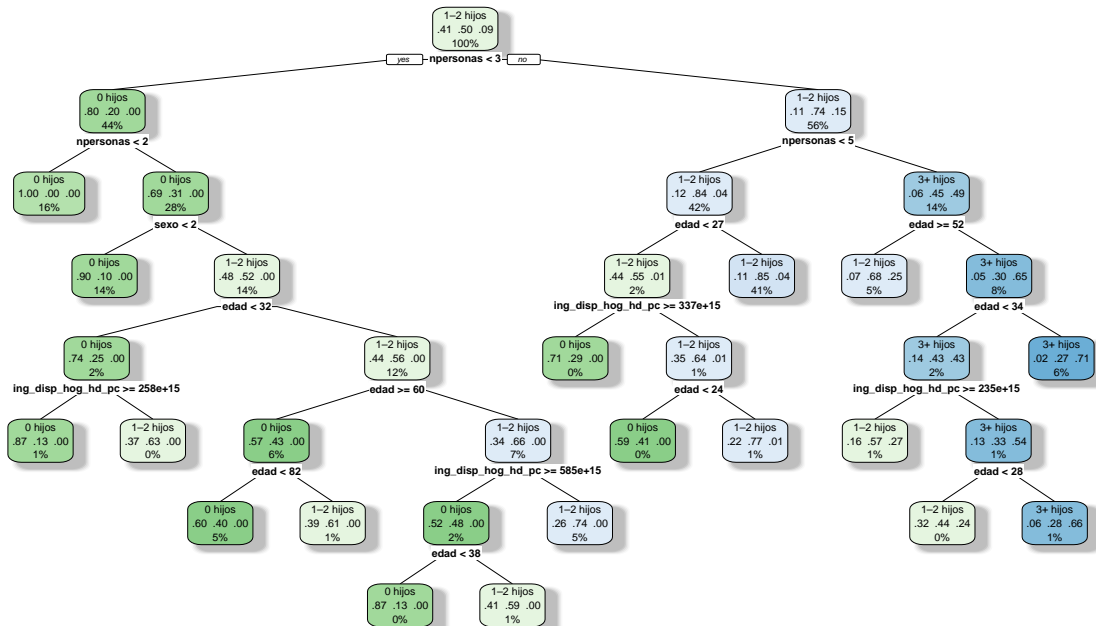 1–2 hijos
.41 .50 .09
100%
yes npersonas < 3 no
0 hijos
.80 .20 .00
44%
npersonas < 2
1–2 hijos
.11 .74 .15
56%
npersonas < 5
0 hijos
1.00 .00 .00
16%
0 hijos
.69 .31 .00
28%
sexo < 2
1–2 hijos
.12 .84 .04
42%
edad < 27
3+ hijos
.06 .45 .49
14%
edad >= 52
0 hijos
.90 .10 .00
14%
1–2 hijos
.48 .52 .00
14%
edad < 32
1–2 hijos
.44 .55 .01
2%
ing_disp_hog_hd_pc >= 337e+15
1–2 hijos
.11 .85 .04
41%
1–2 hijos
.07 .68 .25
5%
3+ hijos
.05 .30 .65
8%
edad < 34
0 hijos
.74 .25 .00
2%
ing_disp_hog_hd_pc >= 258e+15
1–2 hijos
.44 .56 .00
12%
edad >= 60
0 hijos
.71 .29 .00
0%
1–2 hijos
.35 .64 .01
1%
edad < 24
3+ hijos
.14 .43 .43
2%
ing_disp_hog_hd_pc >= 235e+15
3+ hijos
.02 .27 .71
6%
0 hijos
.87 .13 .00
1%
1–2 hijos
.37 .63 .00
0%
0 hijos
.57 .43 .00
6%
edad < 82
1–2 hijos
.34 .66 .00
7%
ing_disp_hog_hd_pc >= 585e+15
0 hijos
.59 .41 .00
0%
1–2 hijos
.22 .77 .01
1%
1–2 hijos
.16 .57 .27
1%
3+ hijos
.13 .33 .54
1%
edad < 28
0 hijos
.60 .40 .00
5%
1–2 hijos
.39 .61 .00
1%
0 hijos
.52 .48 .00
2%
edad < 38
1–2 hijos
.26 .74 .00
5%
1–2 hijos
.32 .44 .24
0%
3+ hijos
.06 .28 .66
1%
0 hijos
.87 .13 .00
0%
1–2 hijos
.41 .59 .00
1%